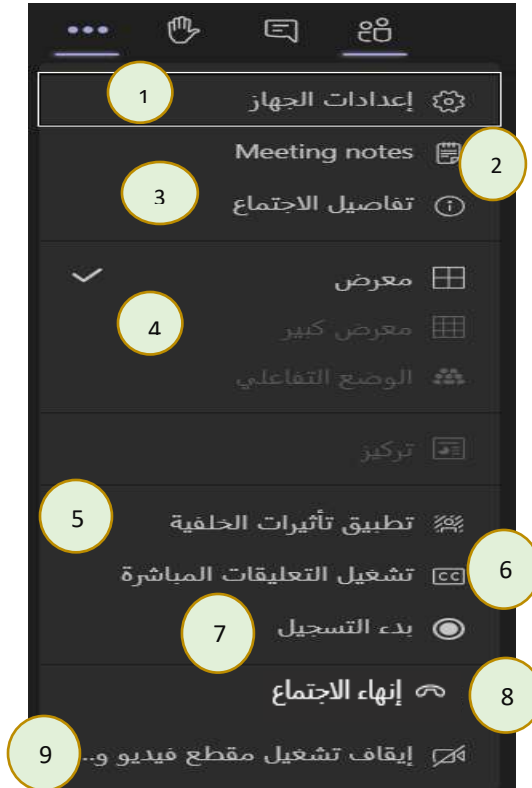 1 إعدادات الجهاز
Meeting notes 2
3 تفاصيل الاجتماع
معرض
4 معرض كبير
الوضع التفاعلي
تركيز
5 تطبيق تأثيرات الخلفية
6 تشغيل التعليقات المباشرة CC
7 بدء التسجيل
8 إنهاء الاجتماع
9 إيقاف تشغيل مقطع فيديو و...